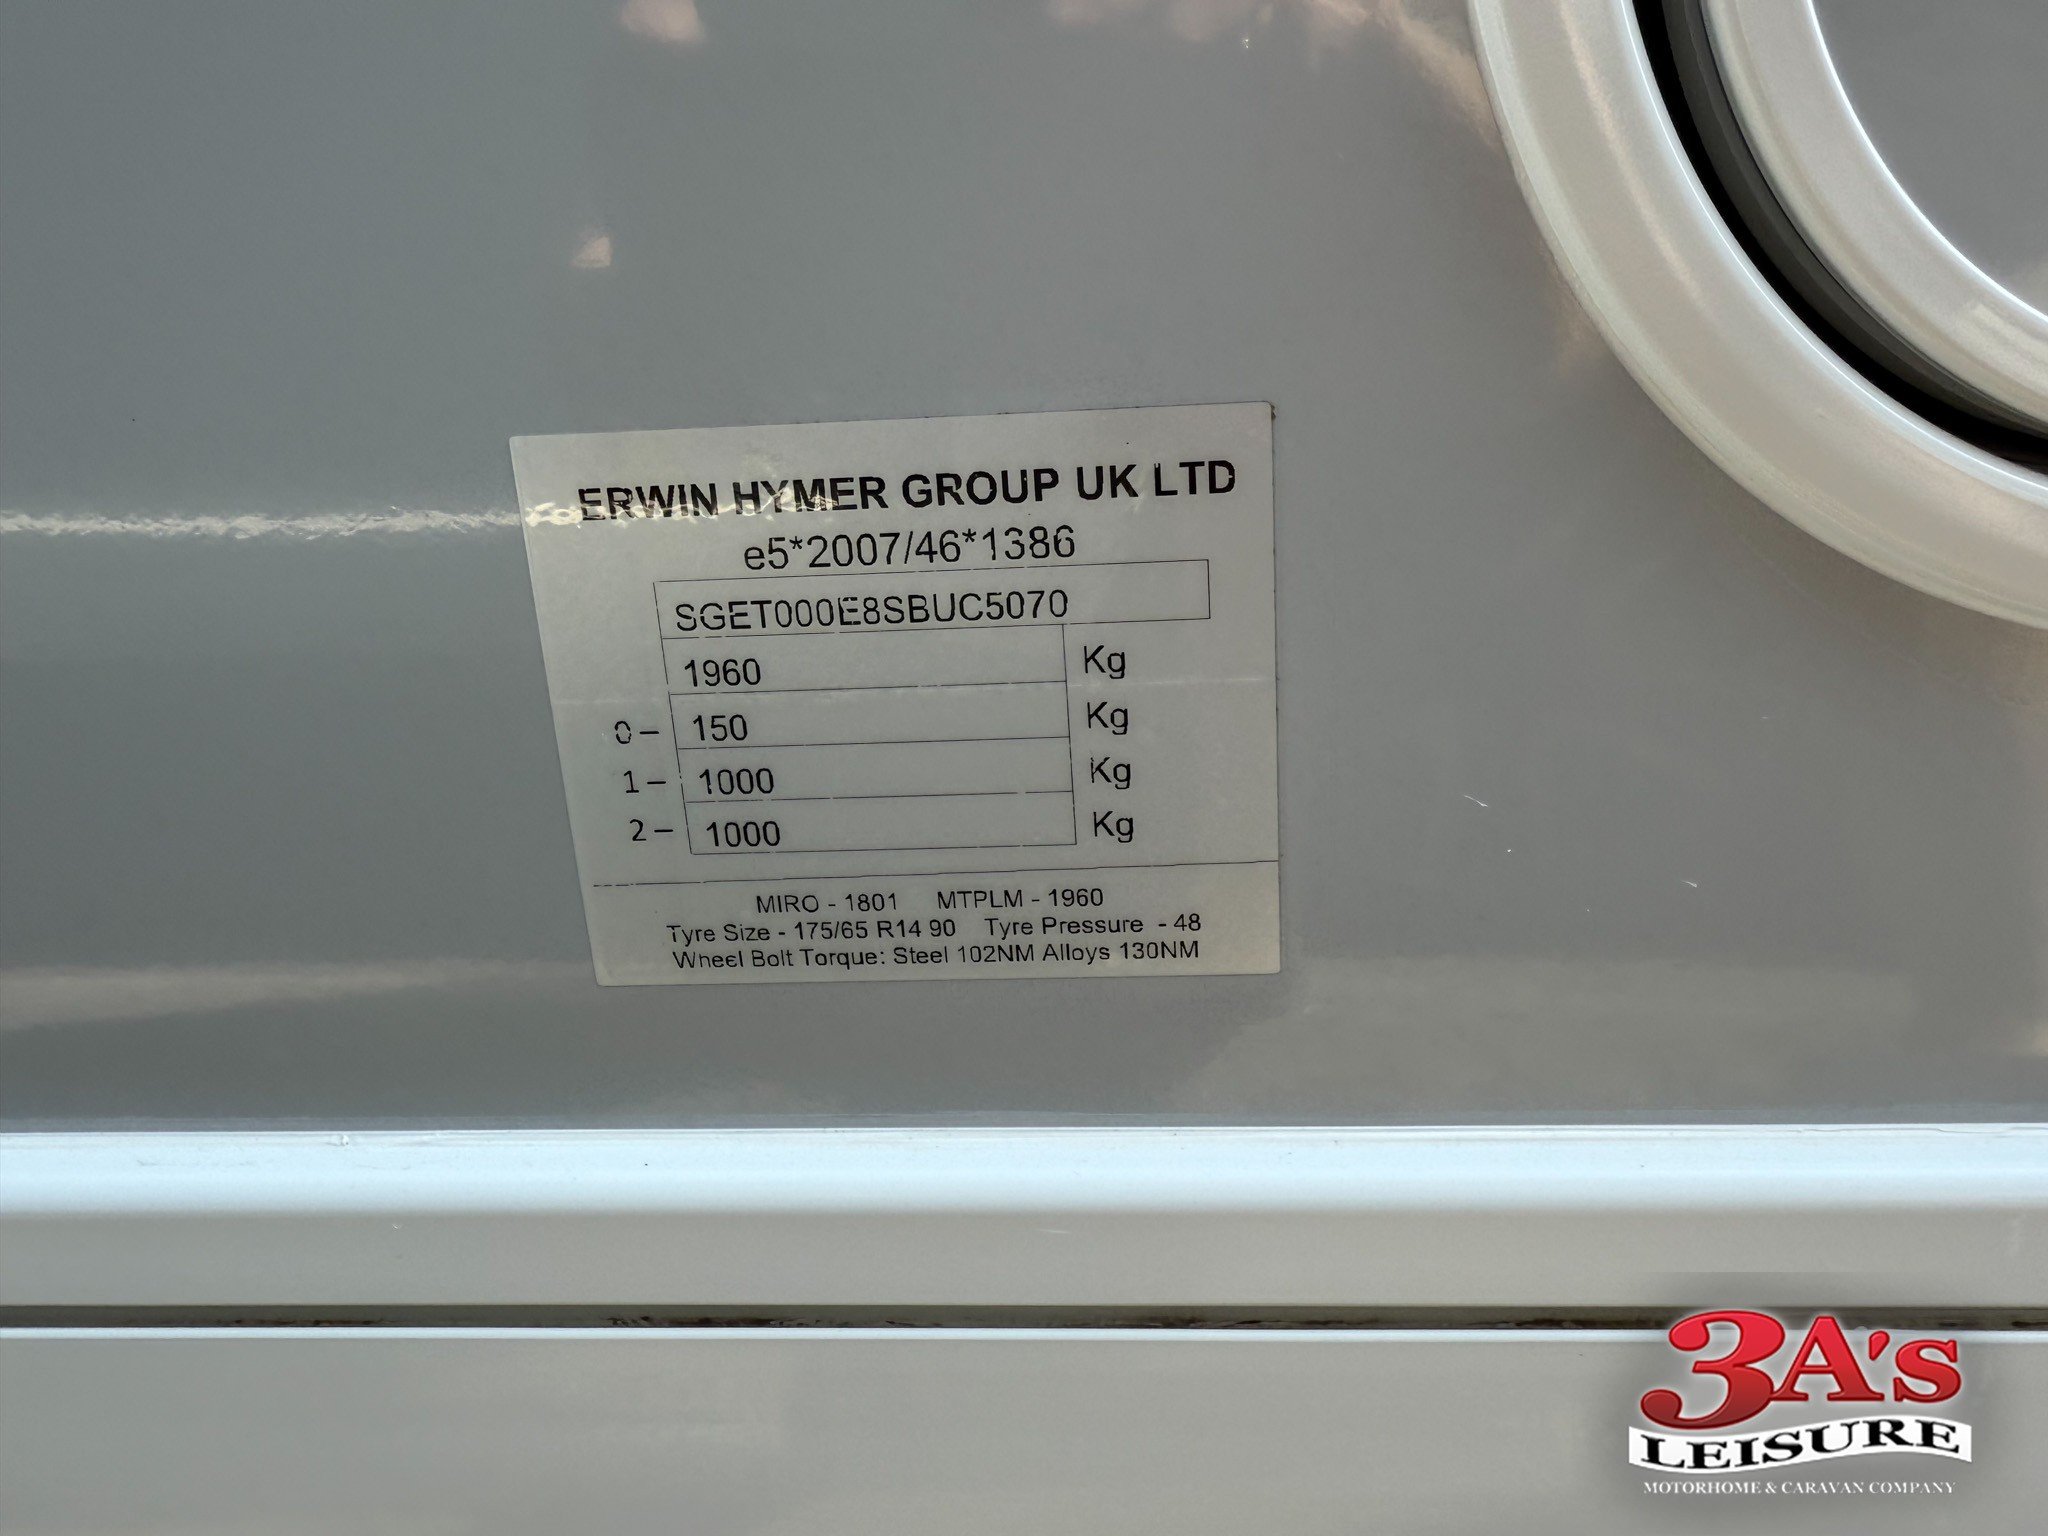 ERWIN HYMER GROUP UK LTD
e5*2007/46*1386
SGET000E8SBUC5070
1960 Kg
0- 150 Kg
1- 1000 Kg
2- 1000 Kg
MIRO - 1801 MTPLM - 1960
Tyre Size - 175/65 R14 90 Tyre Pressure - 48
Wheel Bolt Torque: Steel 102NM Alloys 130NM
3A's
LEISURE
MOTORHOME & CARAVAN COMPANY